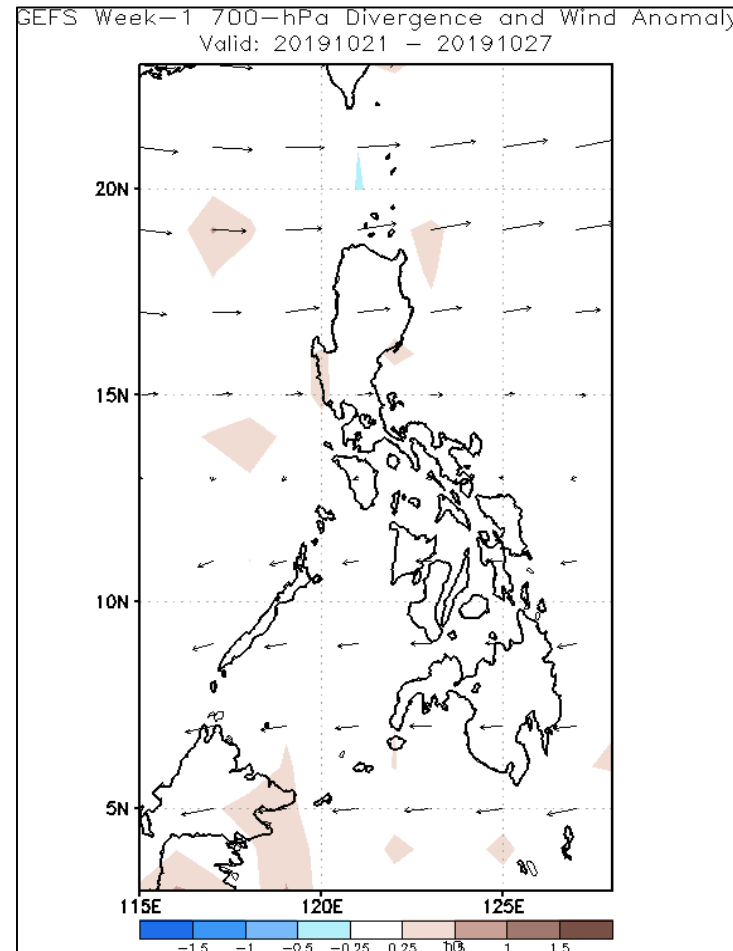 GEFS Week-1 700-hPa Divergence and Wind Anomaly
Valid: 20191021 - 20191027
20N
15N
10N
5N
115E 120E 125E
-1.5 -1 -0.5 -0.25 0.25 1 1.5